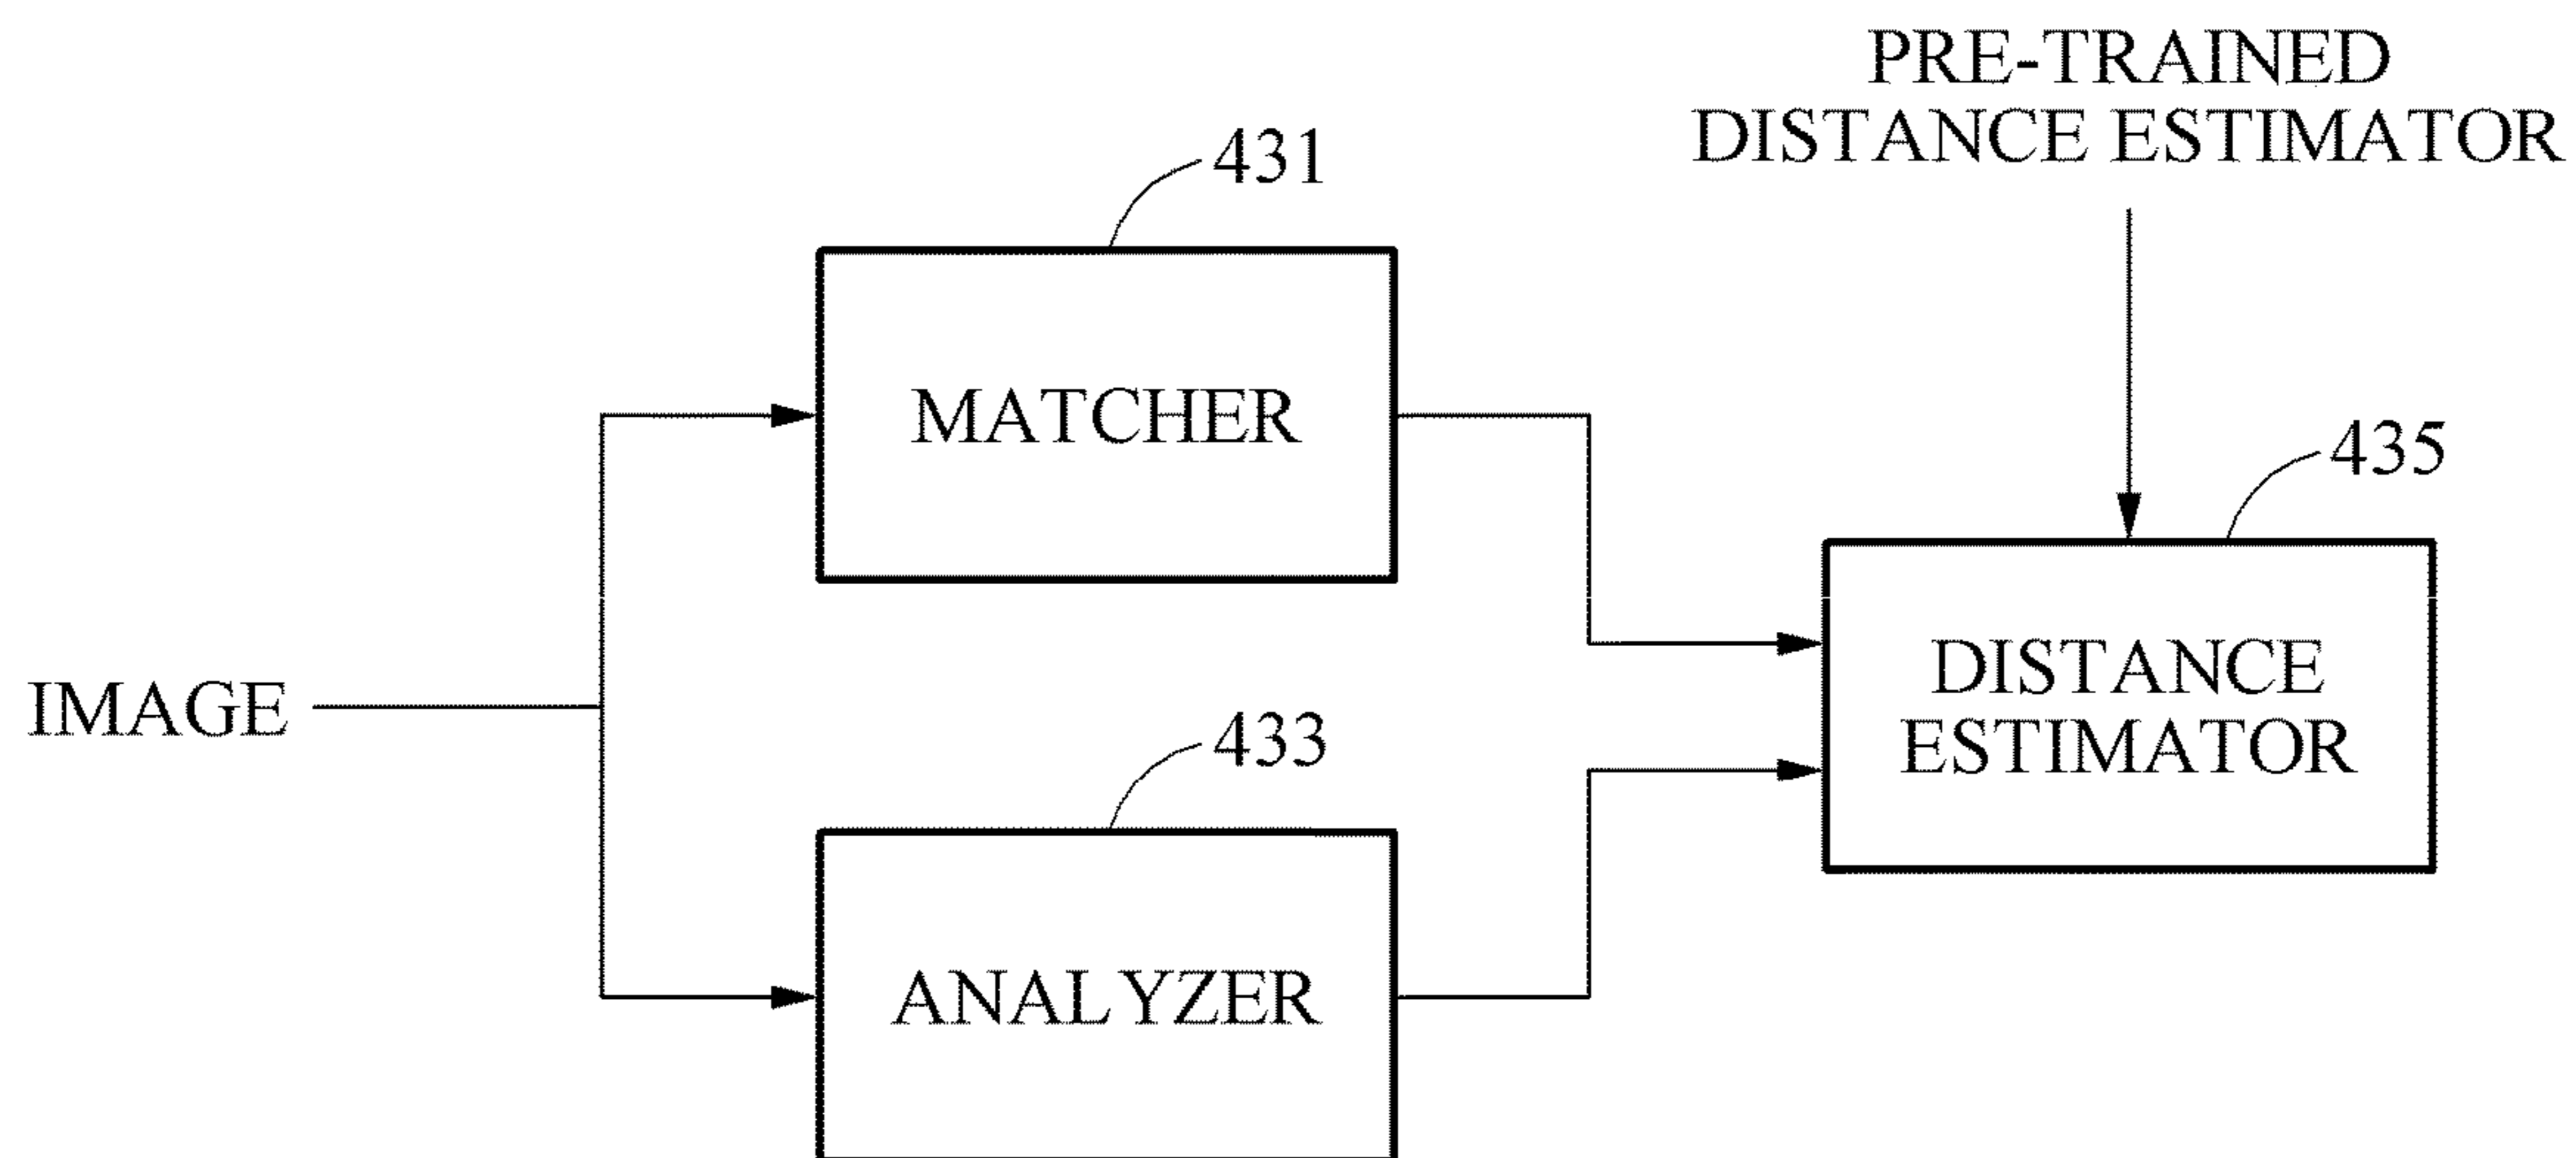 PRE-TRAINED
DISTANCE ESTIMATOR
431
MATCHER
435
DISTANCE
ESTIMATOR
IMAGE
433
ANALYZER